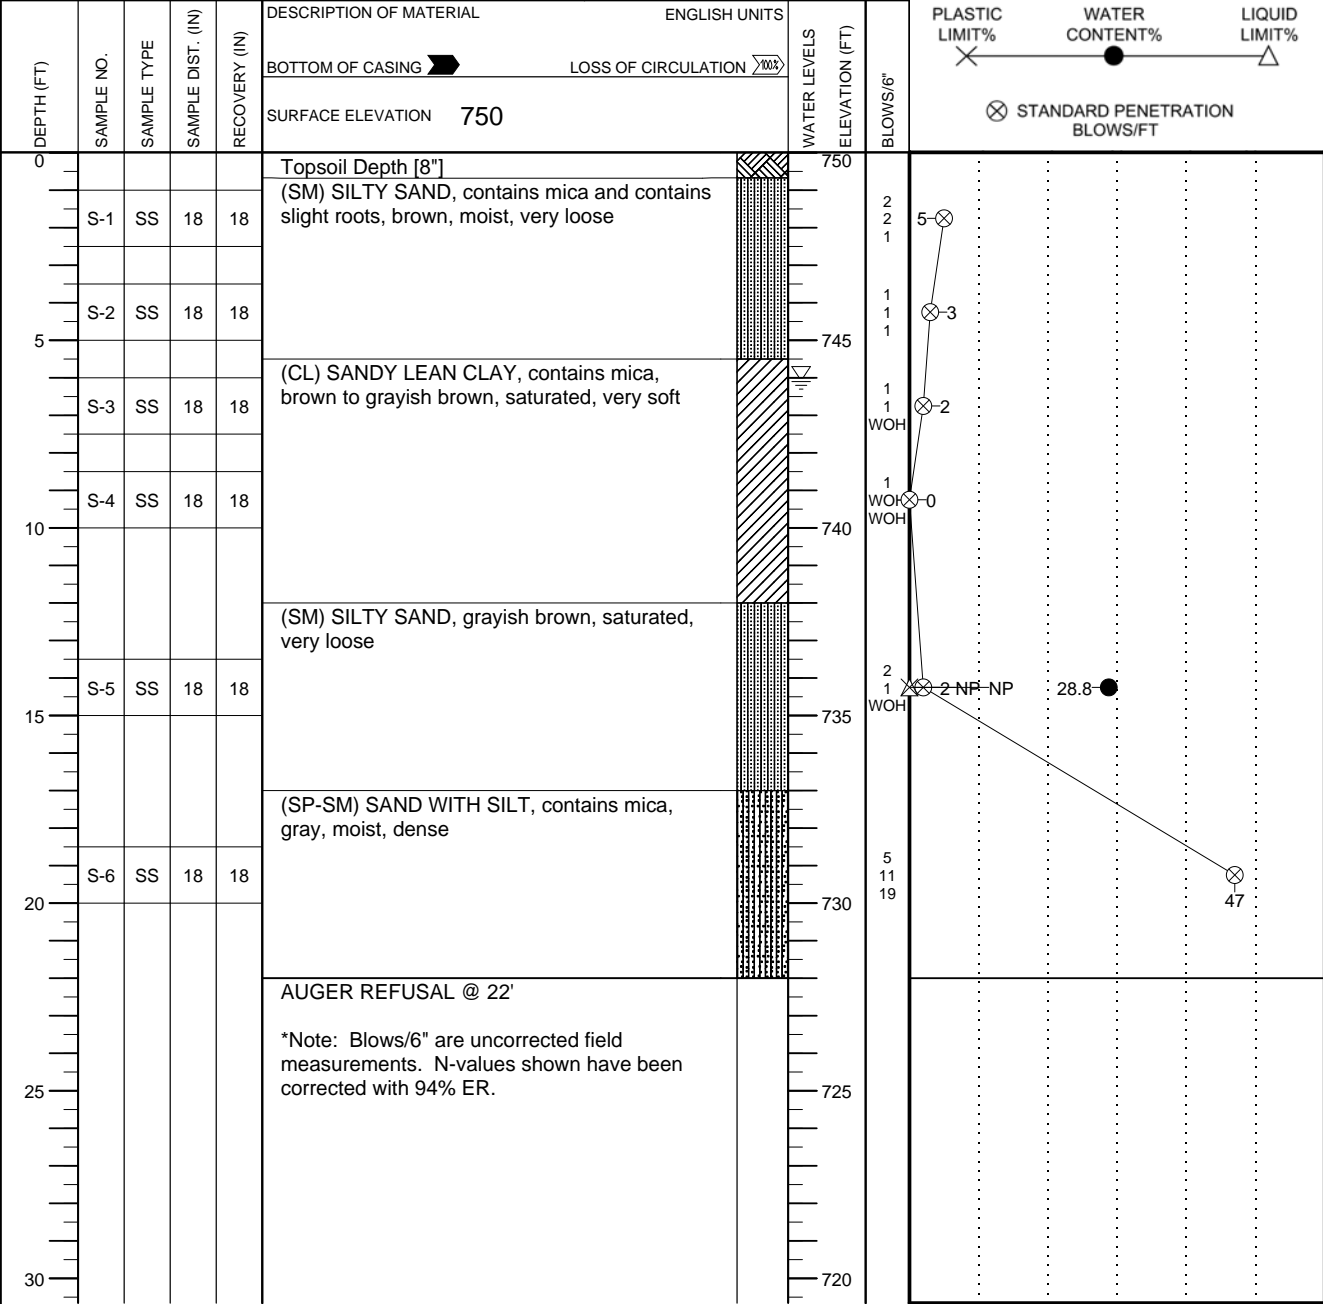 DEPTH (FT)
SAMPLE NO.
SAMPLE TYPE
SAMPLE DIST. (IN)
RECOVERY (IN)
DESCRIPTION OF MATERIAL ENGLISH UNITS
BOTTOM OF CASING LOSS OF CIRCULATION 100%
SURFACE ELEVATION 750
WATER LEVELS
ELEVATION (FT)
BLOWS/6"
PLASTIC LIMIT%
WATER CONTENT%
LIQUID LIMIT%
STANDARD PENETRATION
BLOWS/FT
0
Topsoil Depth [8"]
750
(SM) SILTY SAND, contains mica and contains
slight roots, brown, moist, very loose
S-1 SS 18 18
2
2
1
5
S-2 SS 18 18
1
1
1
3
5
745
(CL) SANDY LEAN CLAY, contains mica,
brown to grayish brown, saturated, very soft
S-3 SS 18 18
1
1
WOH
2
S-4 SS 18 18
1
WOH
WOH
0
10
740
(SM) SILTY SAND, grayish brown, saturated,
very loose
S-5 SS 18 18
2
1
WOH
2 NP NP 28.8
15
735
(SP-SM) SAND WITH SILT, contains mica,
gray, moist, dense
S-6 SS 18 18
5
11
19
47
20
730
AUGER REFUSAL @ 22'
*Note: Blows/6" are uncorrected field
measurements. N-values shown have been
corrected with 94% ER.
25
725
30
720